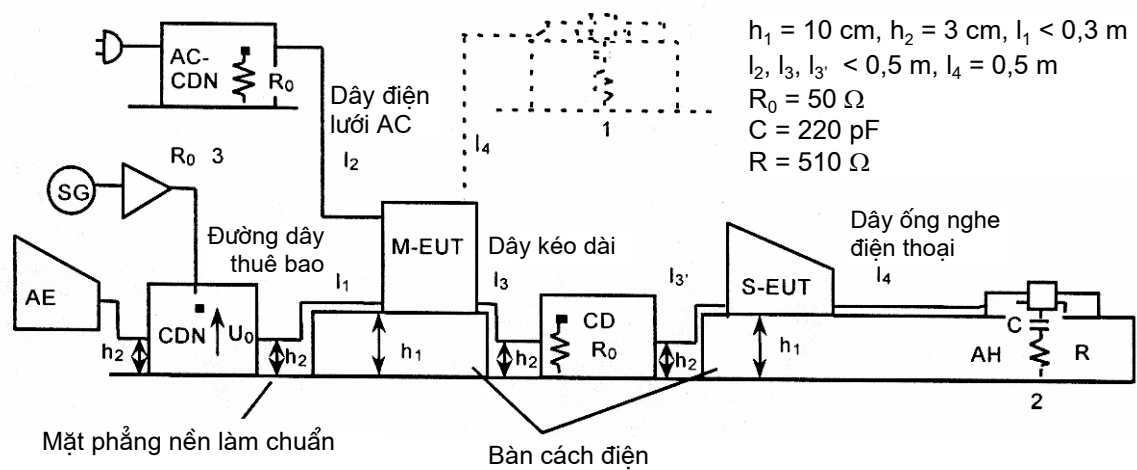 AC-
CDN
R₀
h₁ = 10 cm, h₂ = 3 cm, l₁ < 0,3 m
l₂, l₃, l₃' < 0,5 m, l₄ = 0,5 m
R₀ = 50 Ω
C = 220 pF
R = 510 Ω
Dây điện
lưới AC
l₄
1
R₀ 3
l₂
SG
M-EUT
Đường dây
thuê bao
Dây kéo dài
Dây ống nghe
điện thoại
AE
l₁
l₃
l₃'
S-EUT
l₄
CDN
U₀
CD
R₀
C
h₂
h₂
h₁
h₂
h₂
h₁
AH
R
2
Mặt phẳng nền làm chuẩn
Bàn cách điện